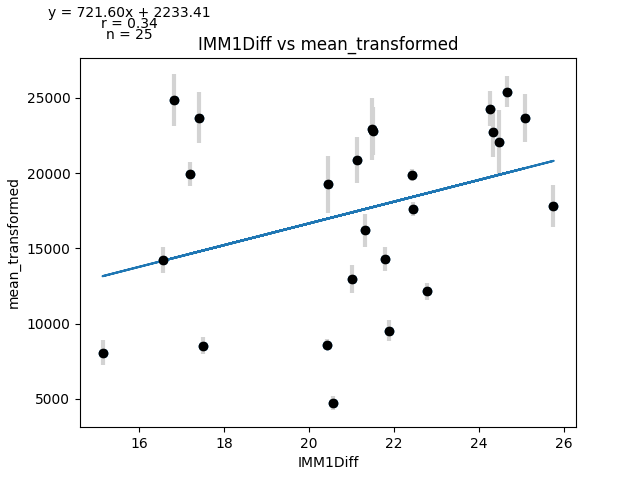 y = 721.60x + 2233.41
r = 0.34
n = 25
IMM1Diff vs mean_transformed
mean_transformed
25000
20000
15000
10000
5000
16 18 20 22 24 26
IMM1Diff